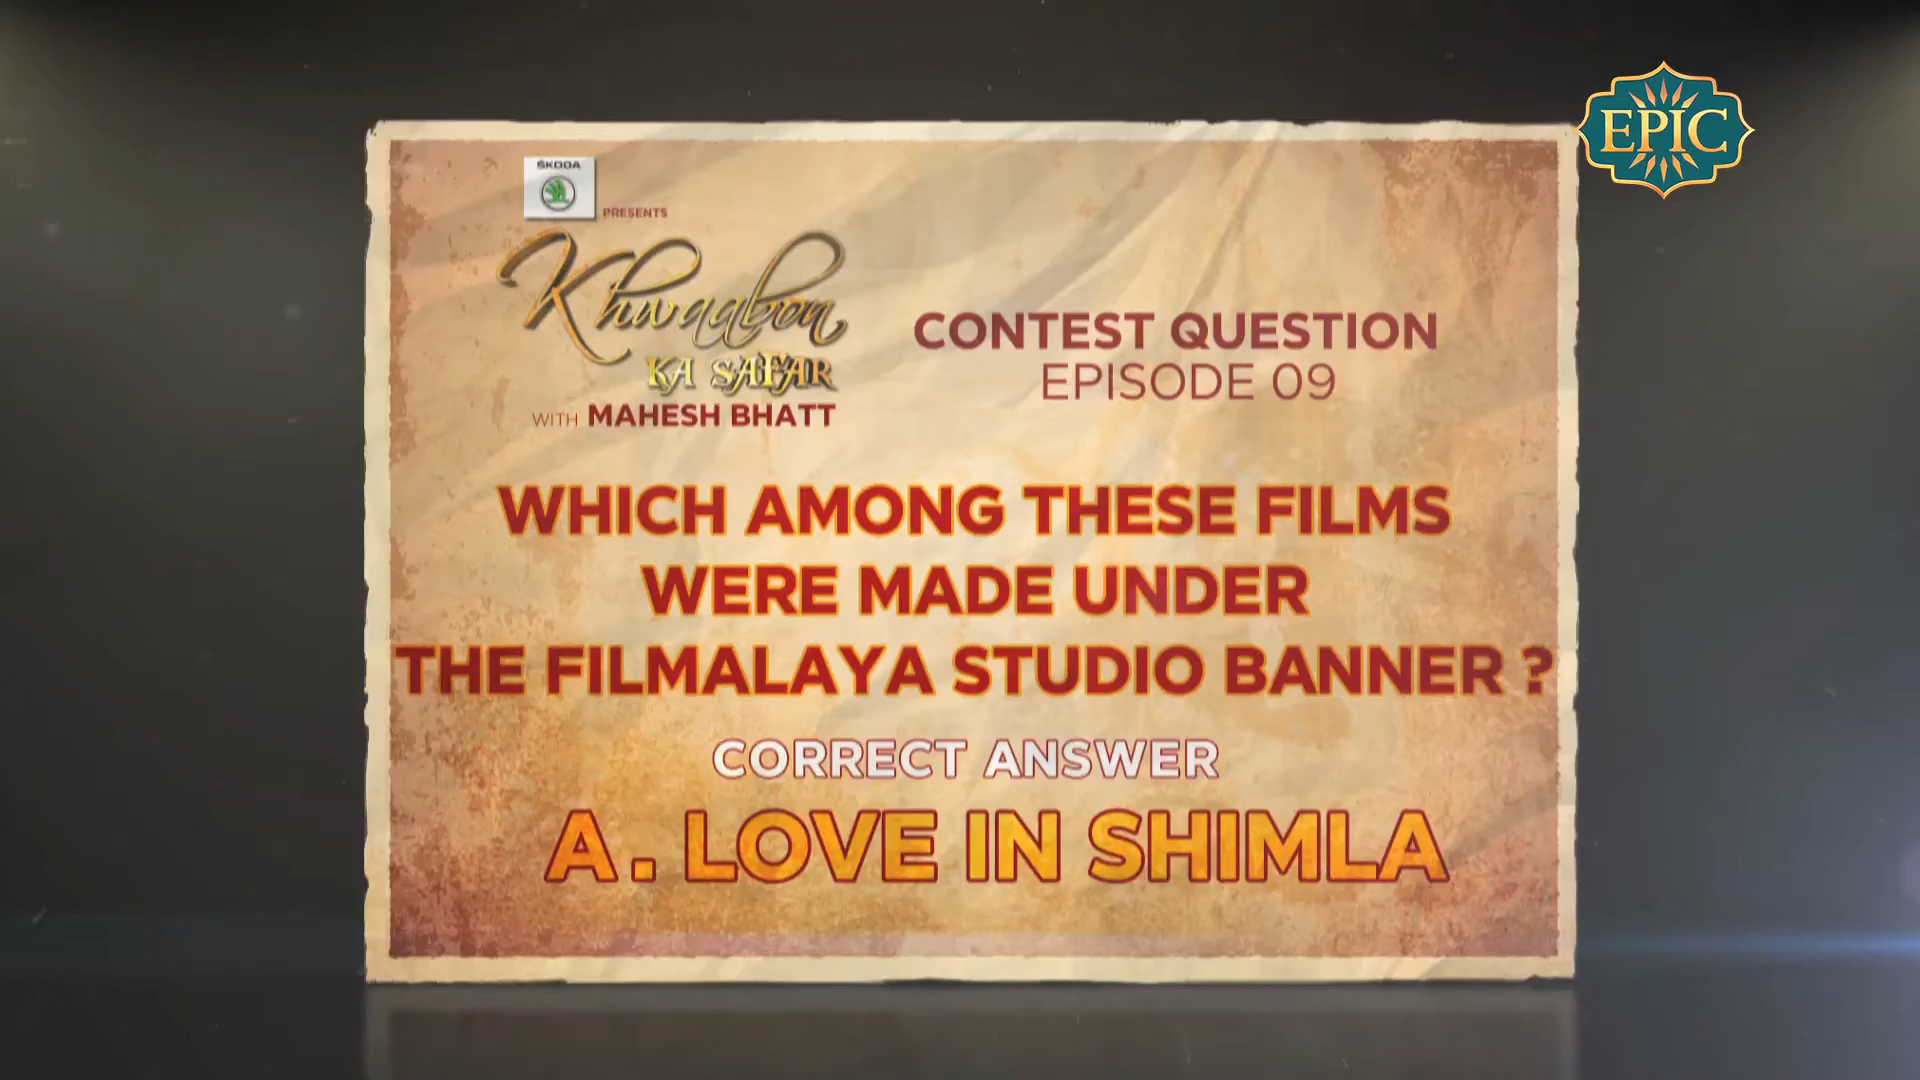 EPIC
ŠKODA
PRESENTS
Khwaabon
KA SAFAR
WITH MAHESH BHATT
CONTEST QUESTION
EPISODE 09
WHICH AMONG THESE FILMS
WERE MADE UNDER
THE FILMALAYA STUDIO BANNER ?
CORRECT ANSWER
A. LOVE IN SHIMLA